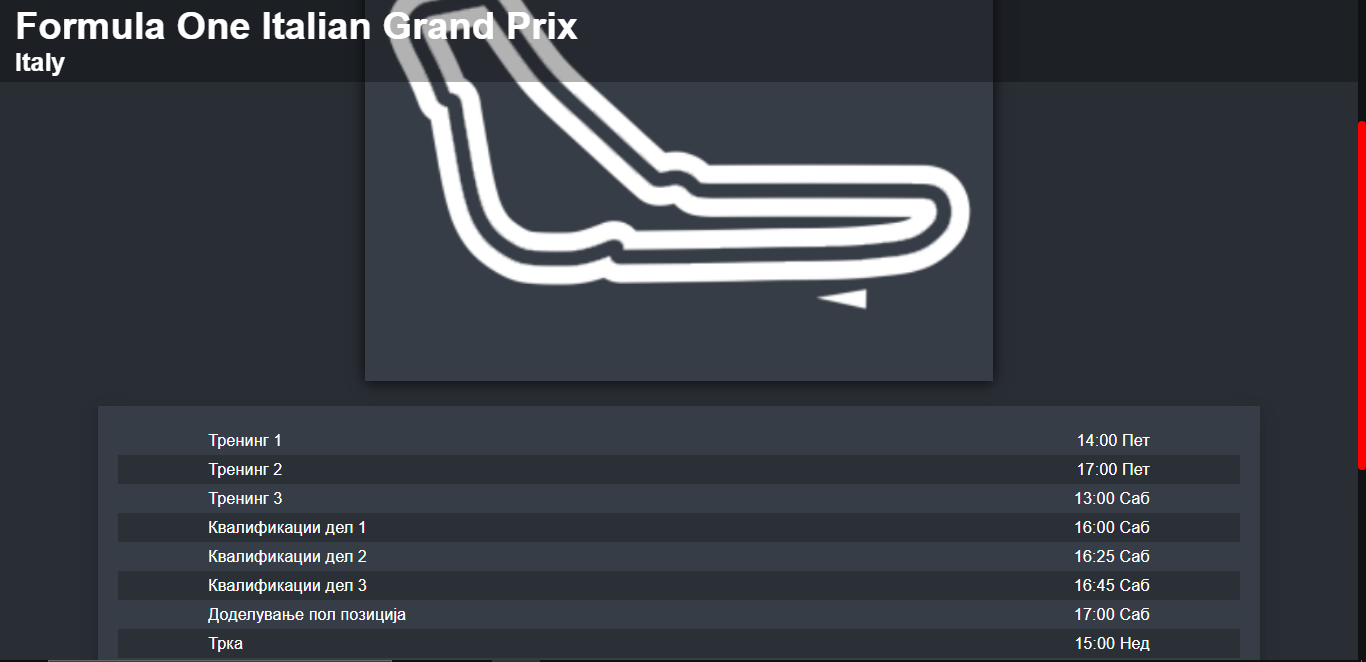 Formula One Italian Grand Prix
Italy
Тренинг 1 14:00 Пет
Тренинг 2 17:00 Пет
Тренинг 3 13:00 Саб
Квалификации дел 1 16:00 Саб
Квалификации дел 2 16:25 Саб
Квалификации дел 3 16:45 Саб
Доделување пол позиција 17:00 Саб
Трка 15:00 Нед